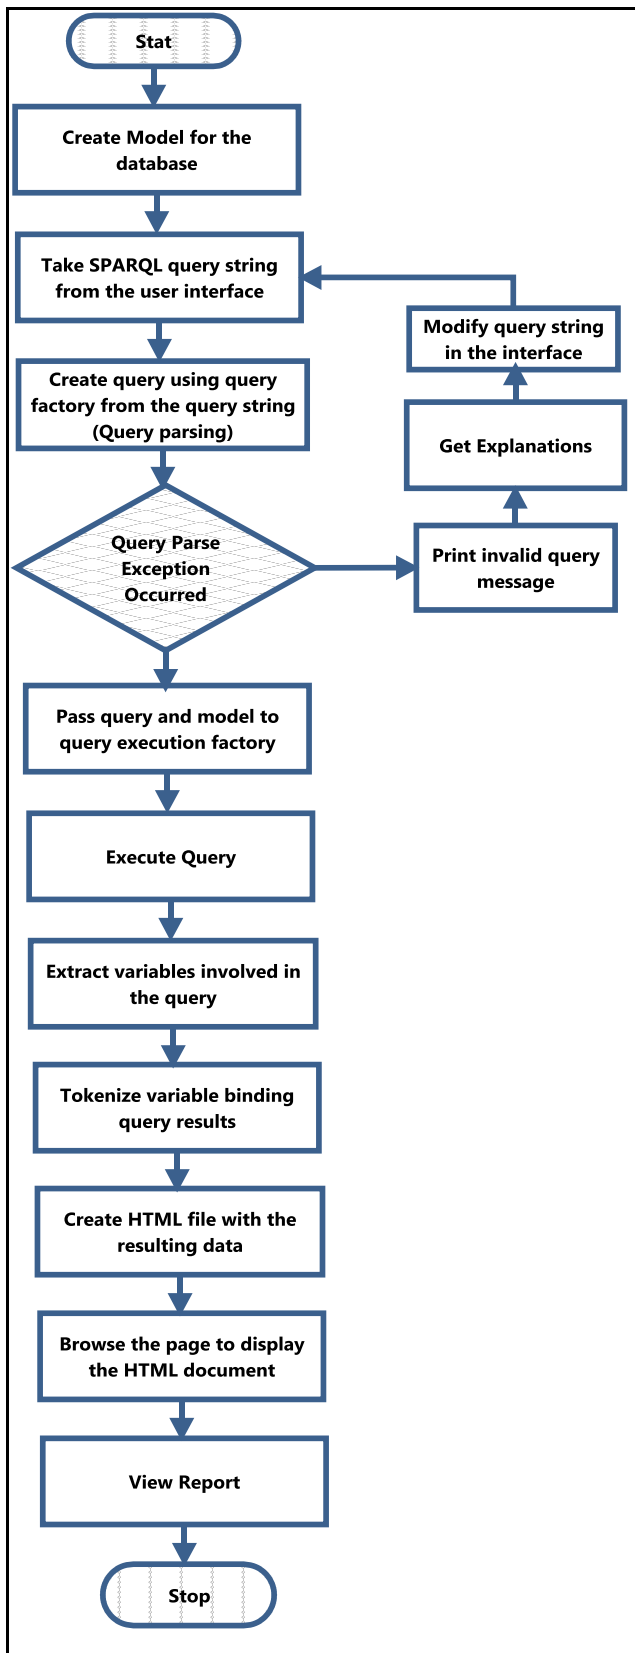 Stat
Create Model for the
database
Take SPARQL query string
from the user interface
Modify query string
in the interface
Create query using query
factory from the query string
(Query parsing)
Get Explanations
Query Parse
Exception
Occurred
Print invalid query
message
Pass query and model to
query execution factory
Execute Query
Extract variables involved in
the query
Tokenize variable binding
query results
Create HTML file with the
resulting data
Browse the page to display
the HTML document
View Report
Stop